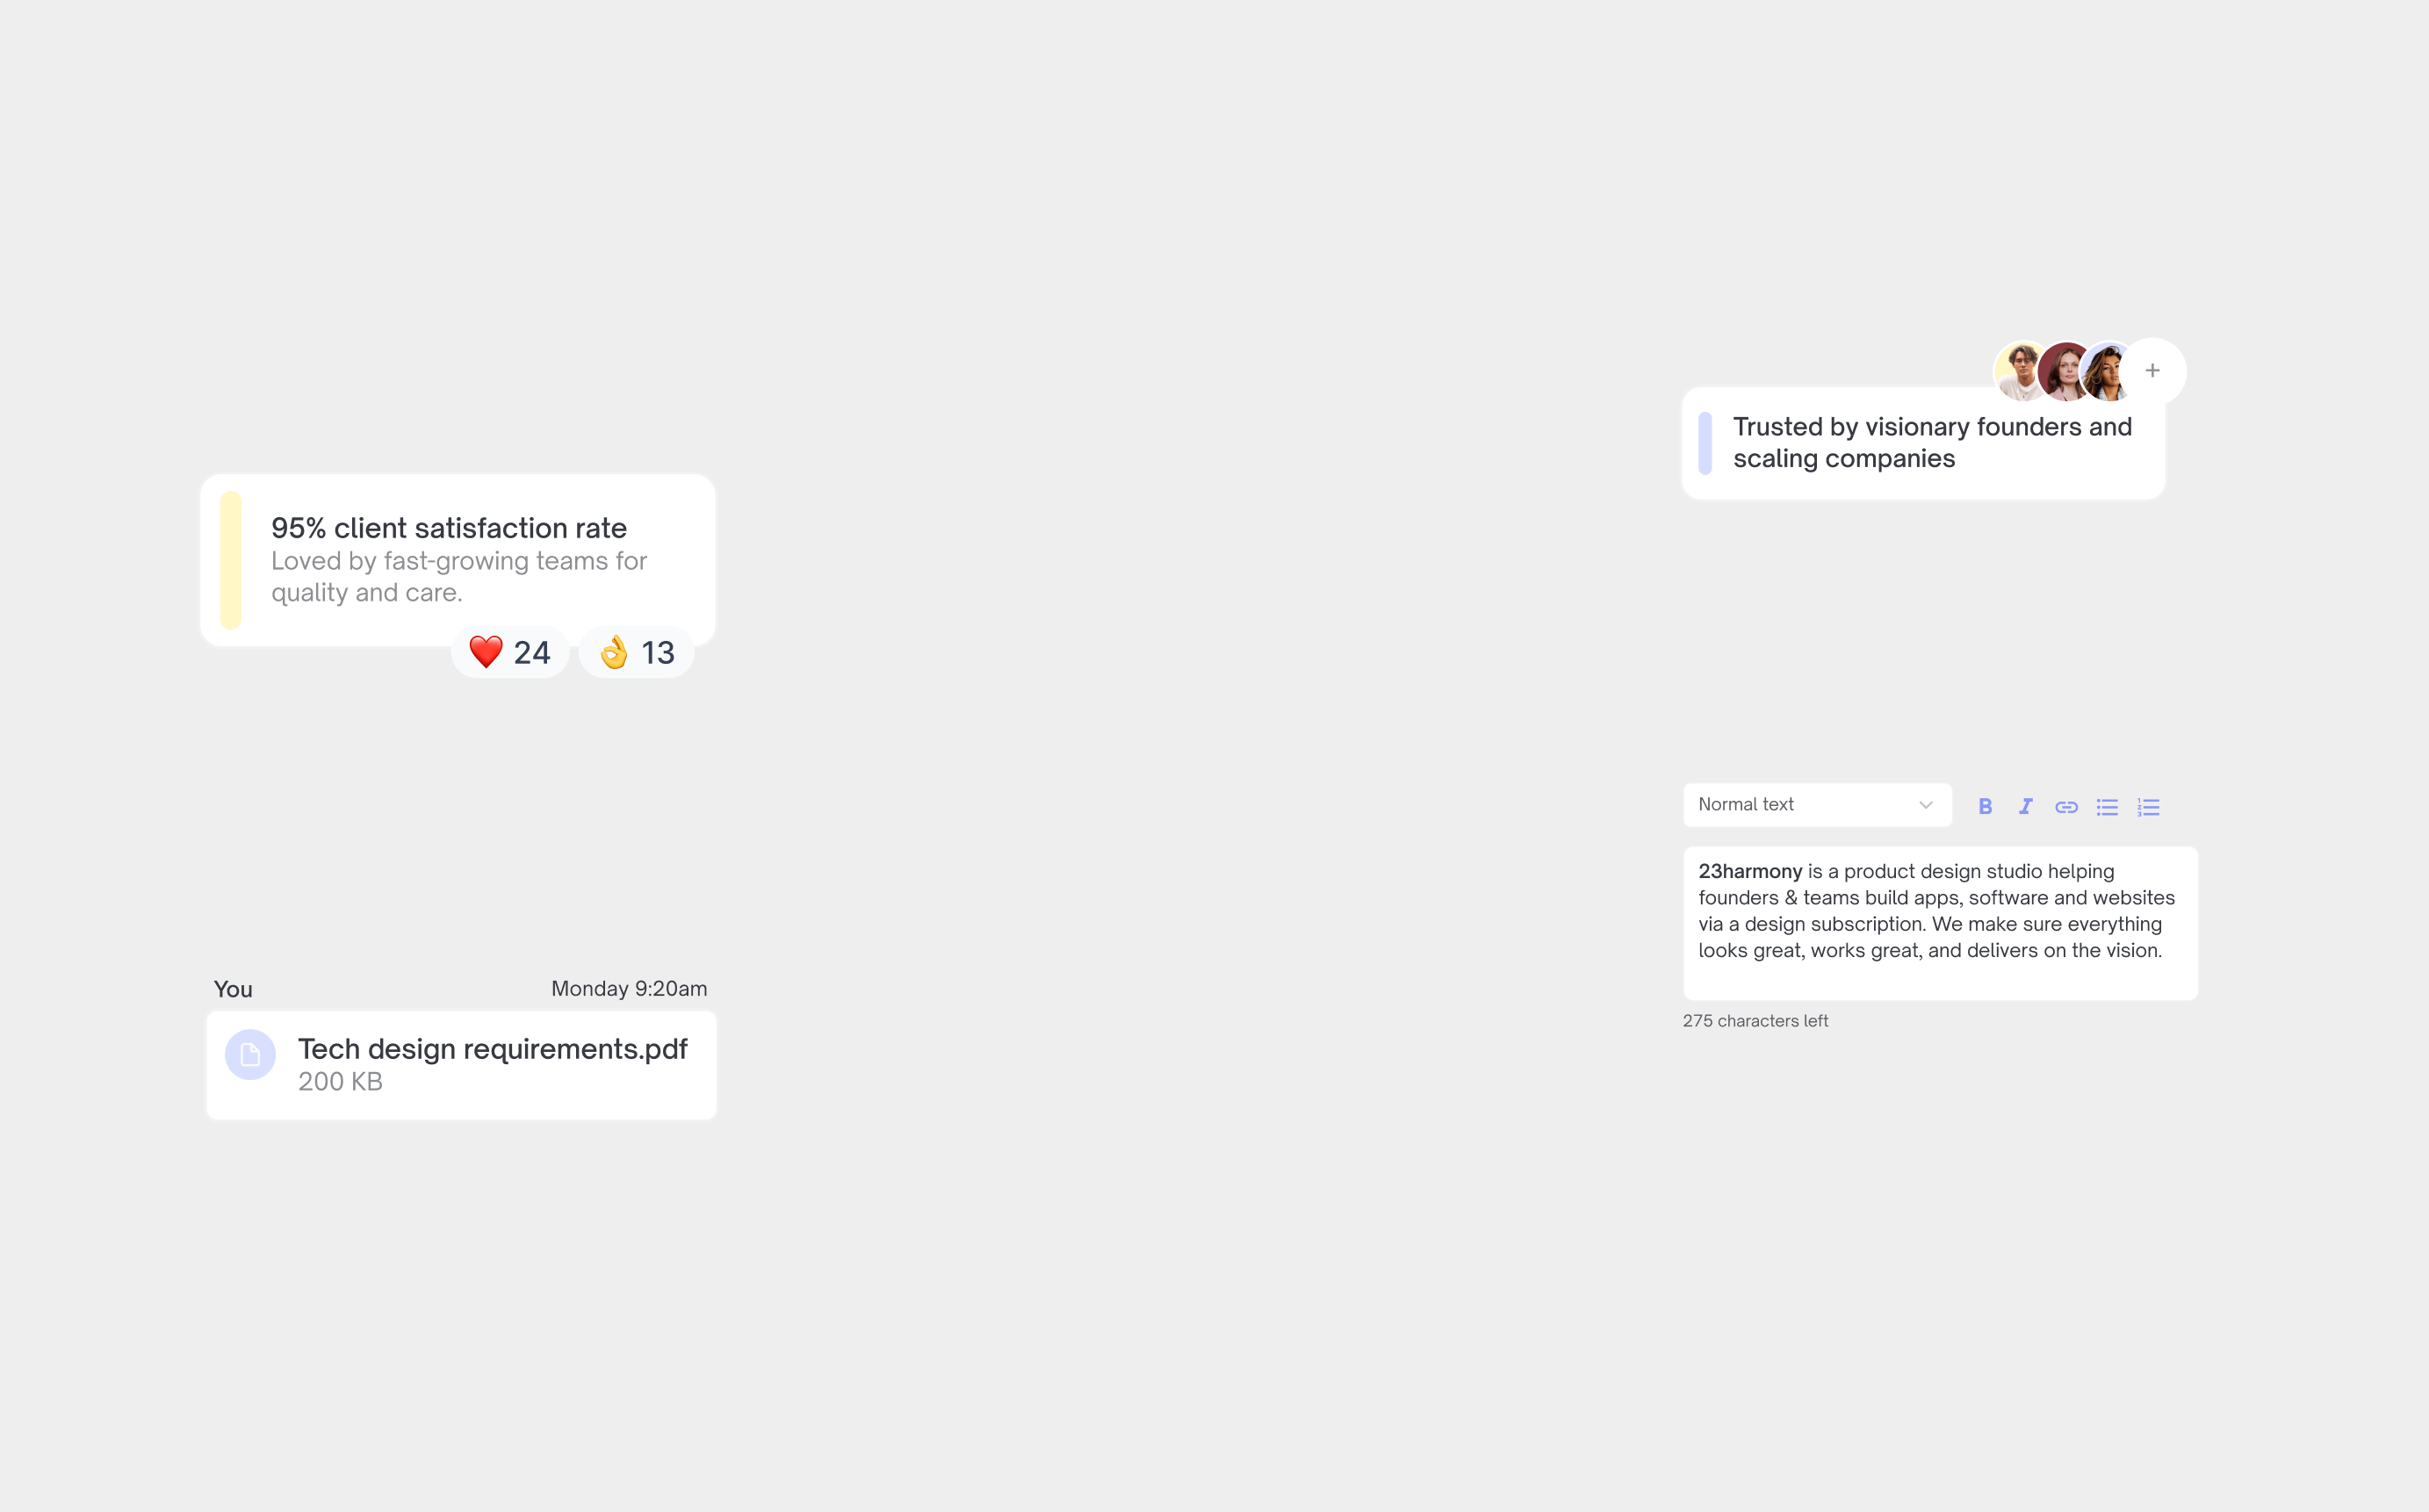 95% client satisfaction rate
Loved by fast-growing teams for
quality and care.
❤️ 24 👌 13
You Monday 9:20am
Tech design requirements.pdf
200 KB
+
Trusted by visionary founders and
scaling companies
Normal text B I
23harmony is a product design studio helping
founders & teams build apps, software and websites
via a design subscription. We make sure everything
looks great, works great, and delivers on the vision.
275 characters left